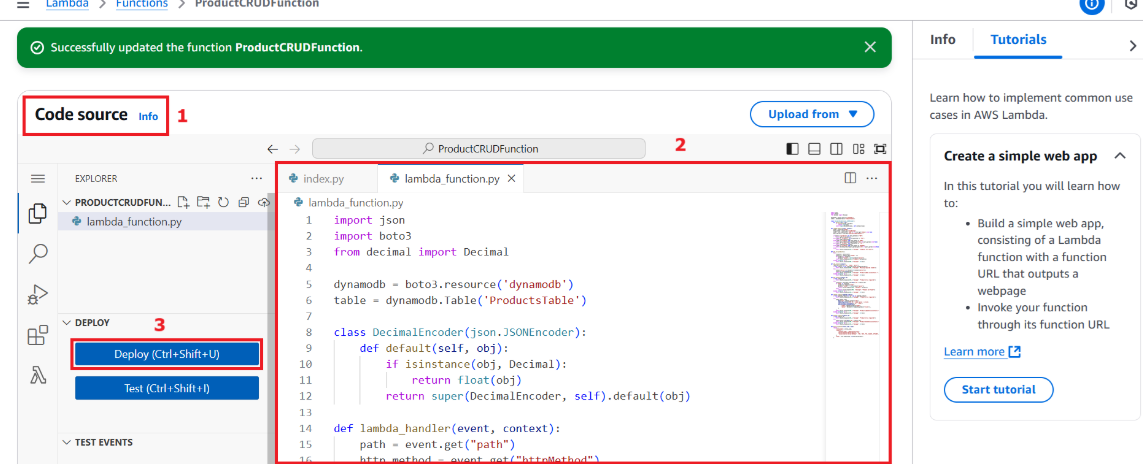 Lambda > Functions > ProductCRUDFunction
Successfully updated the function ProductCRUDFunction.
Code source Info 1
Upload from
2
ProductCRUDFunction
EXPLORER
PRODUCTCRUDFUN...
lambda_function.py
DEPLOY
3
Deploy (Ctrl+Shift+U)
Test (Ctrl+Shift+I)
TEST EVENTS
index.py
lambda_function.py
lambda_function.py
1 import json
2 import boto3
3 from decimal import Decimal
4
5 dynamodb = boto3.resource('dynamodb')
6 table = dynamodb.Table('ProductsTable')
7
8 class DecimalEncoder(json.JSONEncoder):
9 def default(self, obj):
10 if isinstance(obj, Decimal):
11 return float(obj)
12 return super(DecimalEncoder, self).default(obj)
13
14 def lambda_handler(event, context):
15 path = event.get("path")
16 http_method = event.get("httpMethod")
Info
Tutorials
Learn how to implement common use
cases in AWS Lambda.
Create a simple web app
In this tutorial you will learn how
to:
• Build a simple web app,
consisting of a Lambda
function with a function
URL that outputs a
webpage
• Invoke your function
through its function URL
Learn more
Start tutorial